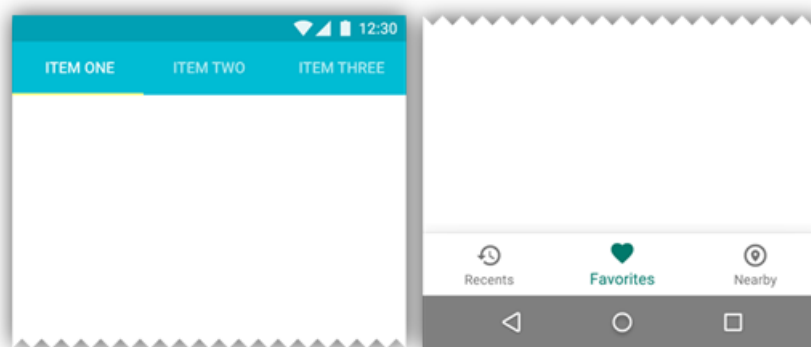 12:30
ITEM ONE ITEM TWO ITEM THREE
Recents Favorites Nearby